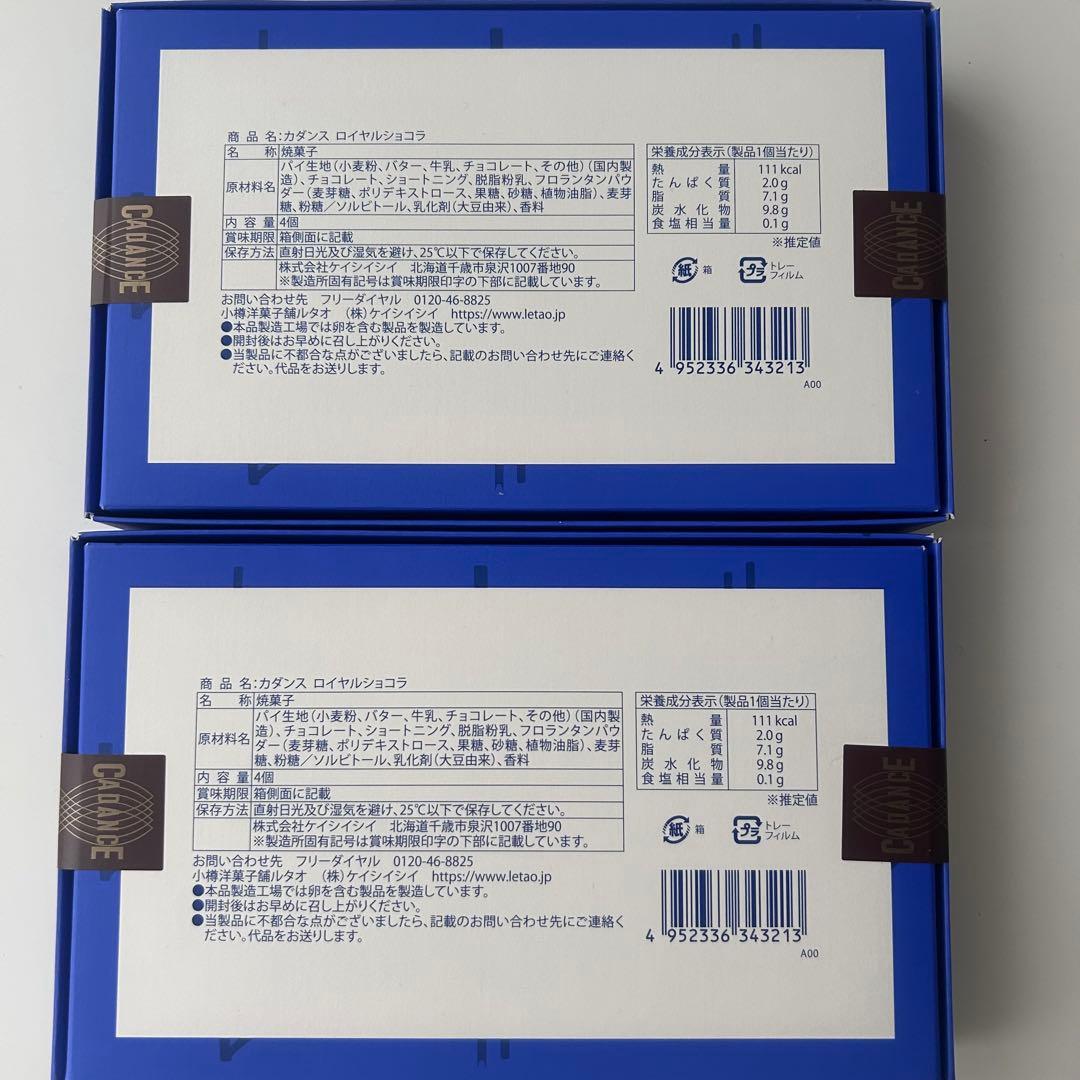 商品名:カダンス ロイヤルショコラ
名称 焼菓子
原材料名 パイ生地(小麦粉、バター、牛乳、チョコレート、その他)(国内製
造)、チョコレート、ショートニング、脱脂粉乳、フロランタンパウ
ダー(麦芽糖、ポリデキストロース、果糖、砂糖、植物油脂)、麦芽
糖、粉糖/ソルビトール、乳化剤(大豆由来)、香料
内容量 4個
賞味期限 箱側面に記載
保存方法 直射日光及び湿気を避け、25℃以下で保存してください。
株式会社ケイシイシイ 北海道千歳市泉沢1007番地90
※製造所固有記号は賞味期限印字の下部に記載しています。
お問い合わせ先 フリーダイヤル 0120-46-8825
小樽洋菓子舗ルタオ (株)ケイシイシイ https://www.letao.jp
●本品製造工場では卵を含む製品を製造しています。
●開封後はお早めに召し上がりください。
●当製品に不都合な点がございましたら、記載のお問い合わせ先にご連絡く
ださい。代品をお送りします。
栄養成分表示(製品1個当たり)
熱量 111 kcal
たんぱく質 2.0g
脂質 7.1g
炭水化物 9.8g
食塩相当量 0.1g
※推定値
紙 箱
プラ トレー
フィルム
4 952336 343213
A00
CADANCE
CADANCE
商品名:カダンス ロイヤルショコラ
名称 焼菓子
原材料名 パイ生地(小麦粉、バター、牛乳、チョコレート、その他)(国内製
造)、チョコレート、ショートニング、脱脂粉乳、フロランタンパウ
ダー(麦芽糖、ポリデキストロース、果糖、砂糖、植物油脂)、麦芽
糖、粉糖/ソルビトール、乳化剤(大豆由来)、香料
内容量 4個
賞味期限 箱側面に記載
保存方法 直射日光及び湿気を避け、25℃以下で保存してください。
株式会社ケイシイシイ 北海道千歳市泉沢1007番地90
※製造所固有記号は賞味期限印字の下部に記載しています。
お問い合わせ先 フリーダイヤル 0120-46-8825
小樽洋菓子舗ルタオ (株)ケイシイシイ https://www.letao.jp
●本品製造工場では卵を含む製品を製造しています。
●開封後はお早めに召し上がりください。
●当製品に不都合な点がございましたら、記載のお問い合わせ先にご連絡く
ださい。代品をお送りします。
栄養成分表示(製品1個当たり)
熱量 111 kcal
たんぱく質 2.0g
脂質 7.1g
炭水化物 9.8g
食塩相当量 0.1g
※推定値
紙 箱
プラ トレー
フィルム
4 952336 343213
A00
CADANCE
CADANCE